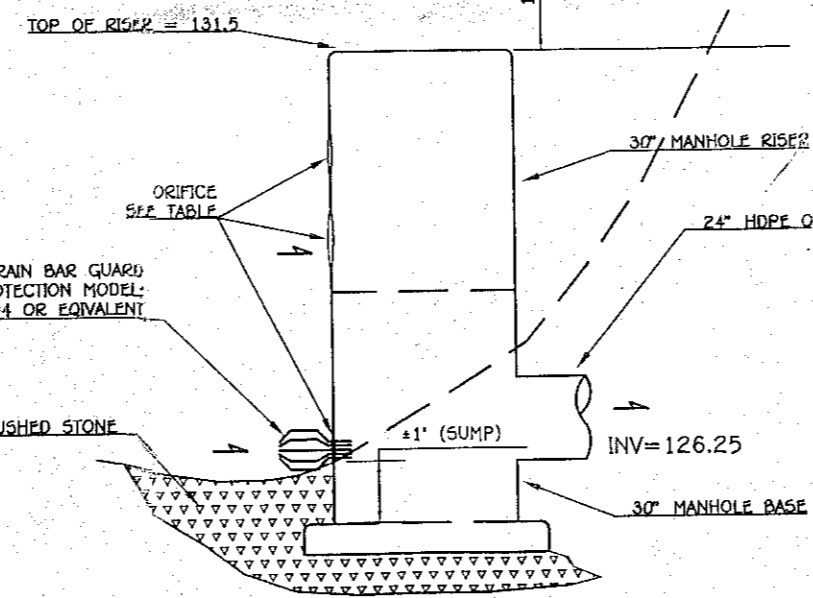 TOP OF RISER = 131.5
30" MANHOLE RISER
ORIFICE
SEE TABLE
24" HDPE O
RAIN BAR GUARD
OTECTION MODEL:
4 OR EQIVALENT
USHED STONE
±1' (SUMP)
INV=126.25
30" MANHOLE BASE